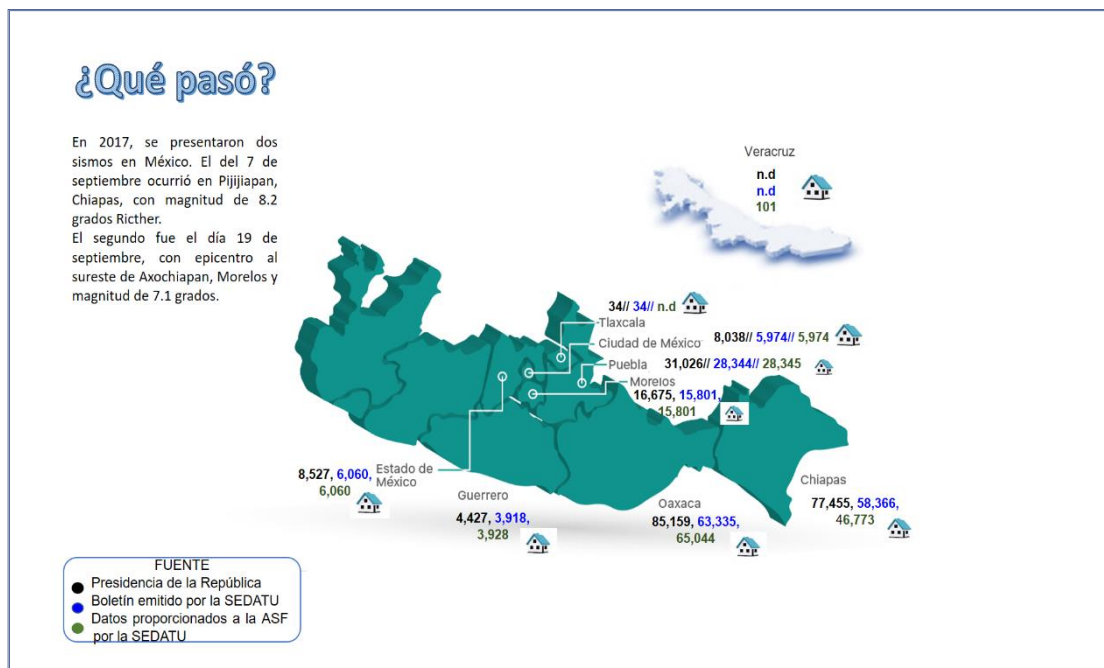 ¿Qué pasó?
En 2017, se presentaron dos
sismos en México. El del 7 de
septiembre ocurrió en Pijijiapan,
Chiapas, con magnitud de 8.2
grados Ricther.
El segundo fue el día 19 de
septiembre, con epicentro al
sureste de Axochiapan, Morelos y
magnitud de 7.1 grados.
Veracruz
n.d
n.d
101
34// 34// n.d
Tlaxcala
8,038// 5,974// 5,974
Ciudad de México
Puebla 31,026// 28,344// 28,345
Morelos
16,675, 15,801,
15,801
8,527, 6,060,
6,060
Estado de
México
Guerrero
4,427, 3,918,
3,928
Oaxaca
85,159, 63,335,
65,044
Chiapas
77,455, 58,366,
46,773
FUENTE
Presidencia de la República
Boletín emitido por la SEDATU
Datos proporcionados a la ASF
por la SEDATU